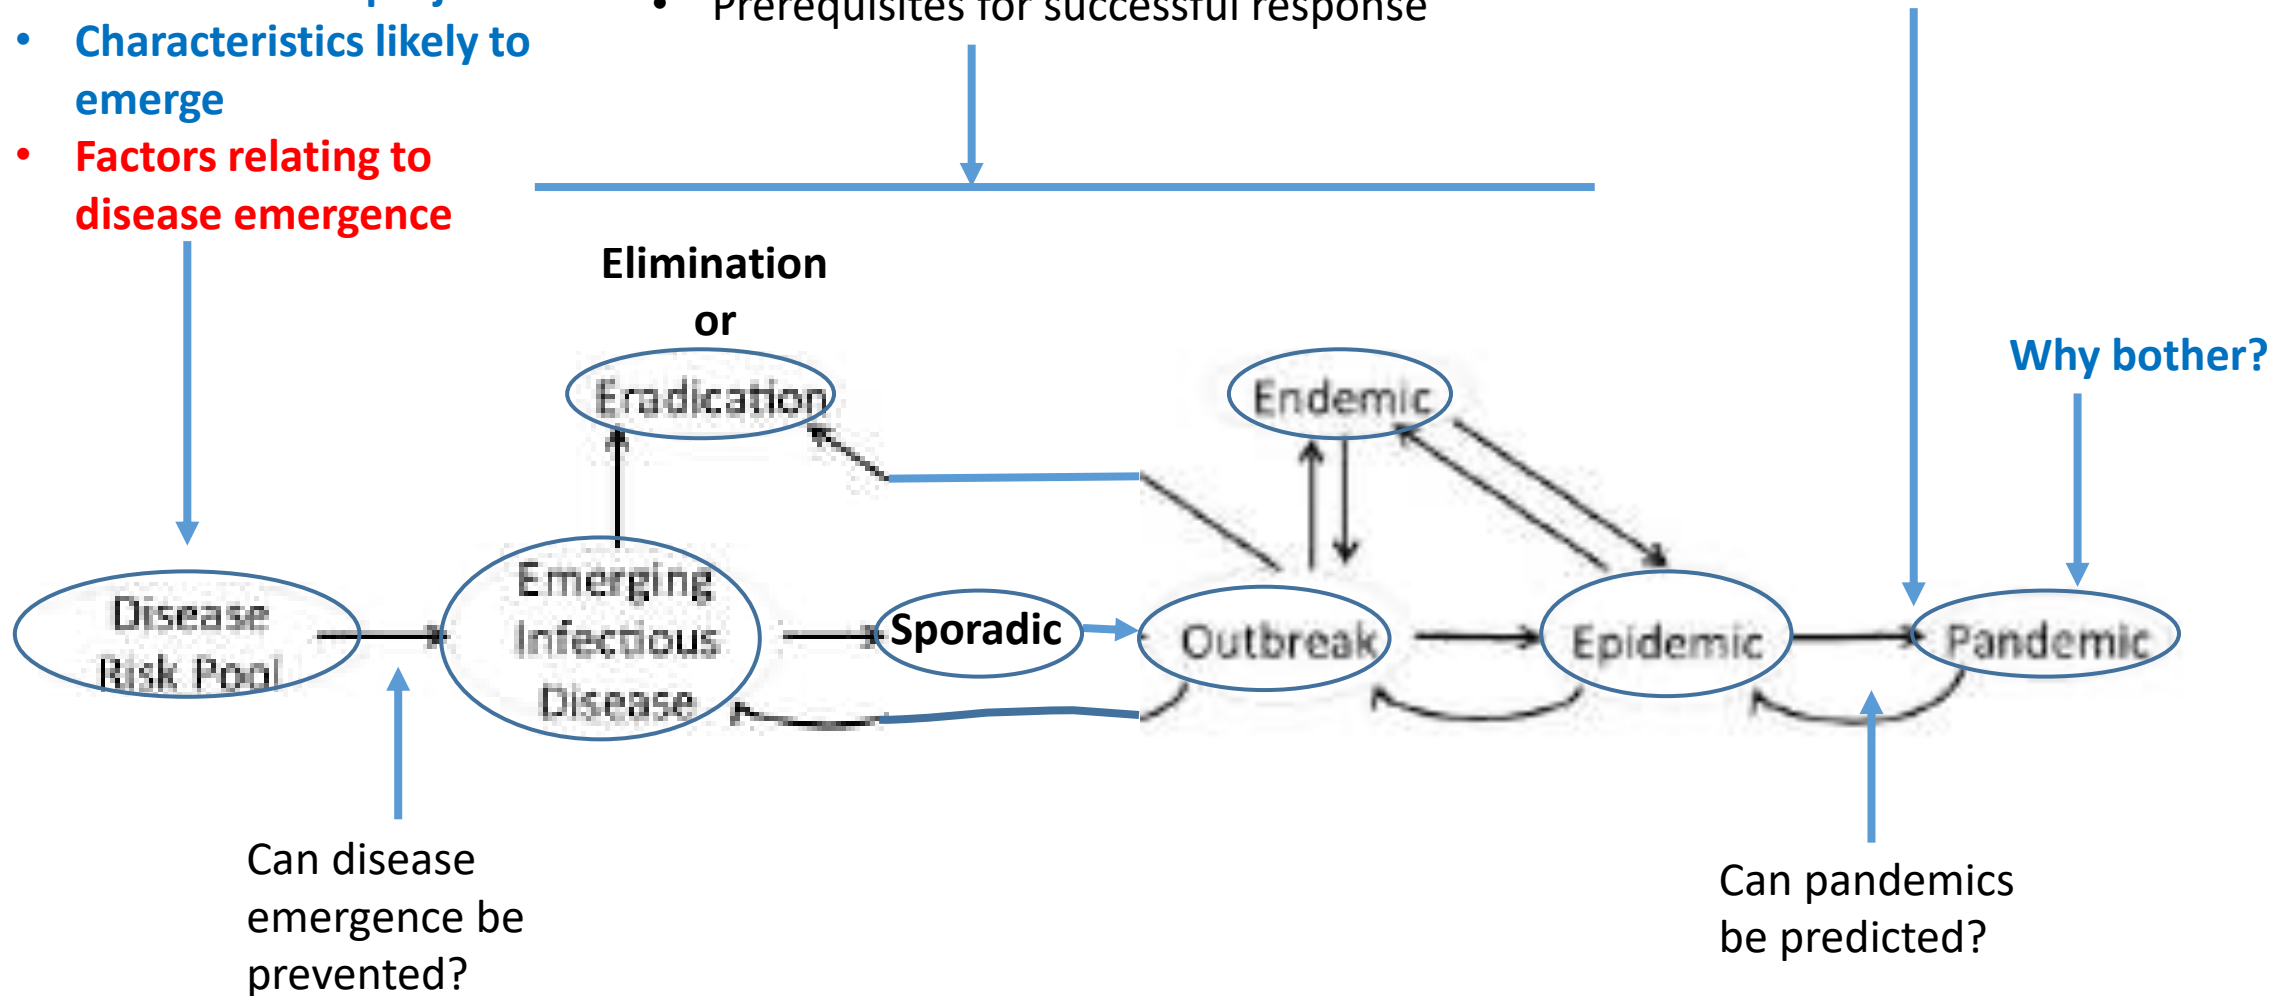 • Prerequisites for successful response
• Characteristics likely to
emerge
• Factors relating to
disease emergence
Elimination
or
Eradication
Endemic
Why bother?
Disease
Risk Pool
Emerging
Infectious
Disease
Sporadic
Outbreak
Epidemic
Pandemic
Can disease
emergence be
prevented?
Can pandemics
be predicted?